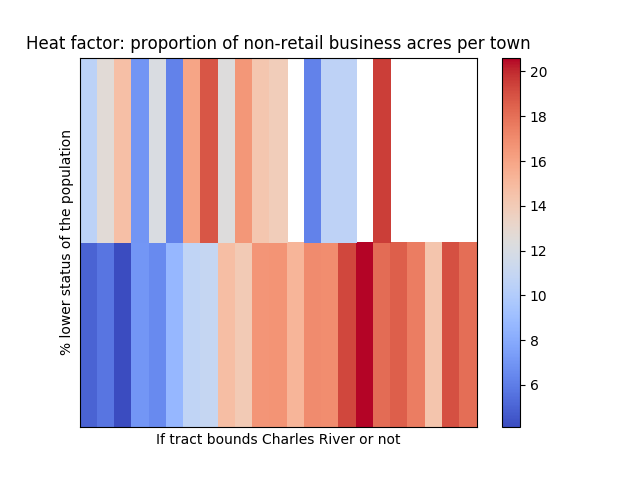 Heat factor: proportion of non-retail business acres per town
% lower status of the population
If tract bounds Charles River or not
20
18
16
14
12
10
8
6